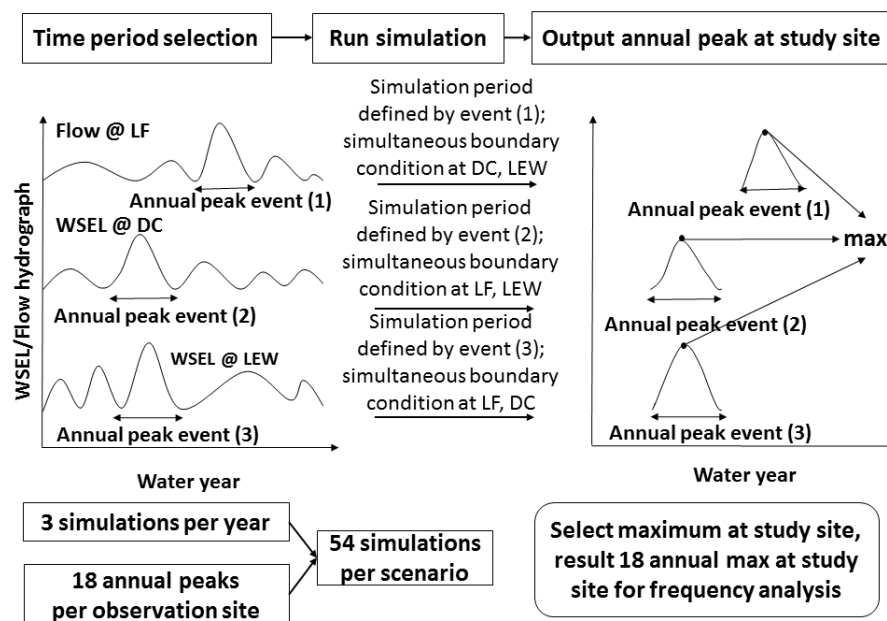 Time period selection
Run simulation
Output annual peak at study site
WSEL/Flow hydrograph
Flow @ LF
Annual peak event (1)
WSEL @ DC
Annual peak event (2)
WSEL @ LEW
Annual peak event (3)
Water year
Simulation period
defined by event (1);
simultaneous boundary
condition at DC, LEW
Simulation period
defined by event (2);
simultaneous boundary
condition at LF, LEW
Simulation period
defined by event (3);
simultaneous boundary
condition at LF, DC
Annual peak event (1)
max
Annual peak event (2)
Annual peak event (3)
Water year
3 simulations per year
18 annual peaks
per observation site
54 simulations
per scenario
Select maximum at study site,
result 18 annual max at study
site for frequency analysis